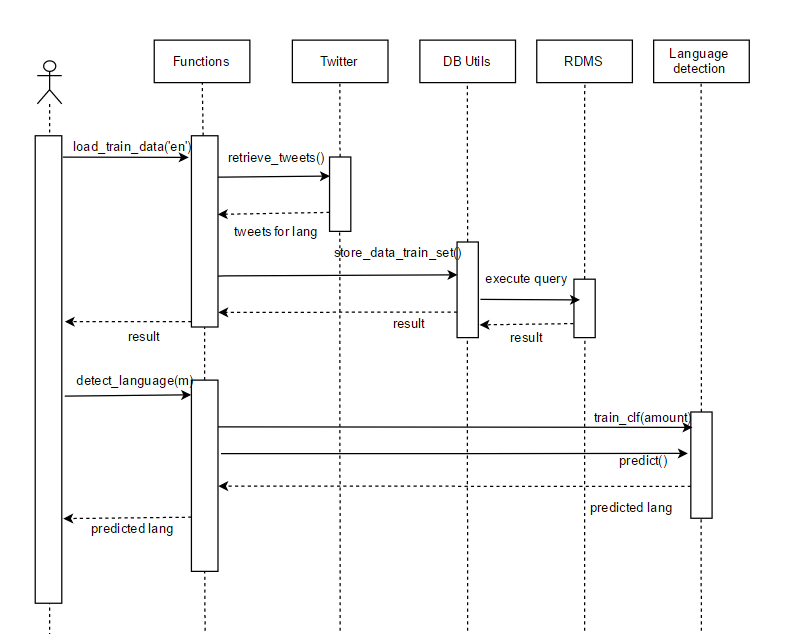 Functions
Twitter
DB Utils
RDMS
Language
detection
load_train_data('en')
retrieve_tweets()
tweets for lang
store_data_train_set()
execute query
result
result
result
detect_language(m)
train_clf(amount)
predict()
predicted lang
predicted lang